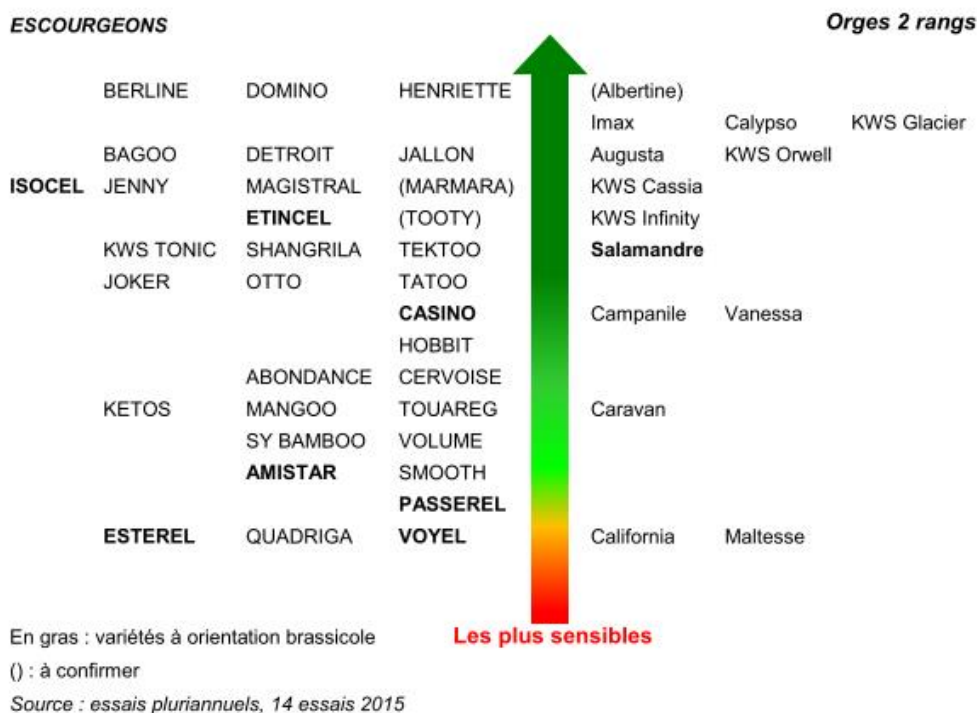 ESCOURGEONS Orges 2 rangs
BERLINE DOMINO HENRIETTE (Albertine)
Imax Calypso KWS Glacier
BAGOO DETROIT JALLON Augusta KWS Orwell
ISOCEL JENNY MAGISTRAL (MARMARA) KWS Cassia
ETINCEL (TOOTY) KWS Infinity
KWS TONIC SHANGRILA TEKTOO Salamandre
JOKER OTTO TATOO
CASINO Campanile Vanessa
HOBBIT
ABONDANCE CERVOISE
KETOS MANGOO TOUAREG Caravan
SY BAMBOO VOLUME
AMISTAR SMOOTH
PASSEREL
ESTEREL QUADRIGA VOYEL California Maltesse
En gras : variétés à orientation brassicole Les plus sensibles
() : à confirmer
Source : essais pluriannuels, 14 essais 2015